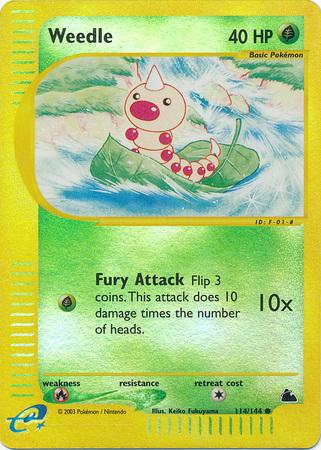 Weedle 40 HP
Basic Pokémon
ID: F-01-#
Fury Attack Flip 3
coins. This attack does 10
damage times the number
of heads.
10x
weakness resistance retreat cost
e
© 2003 Pokémon / Nintendo Illus. Keiko Fukuyama 114/144